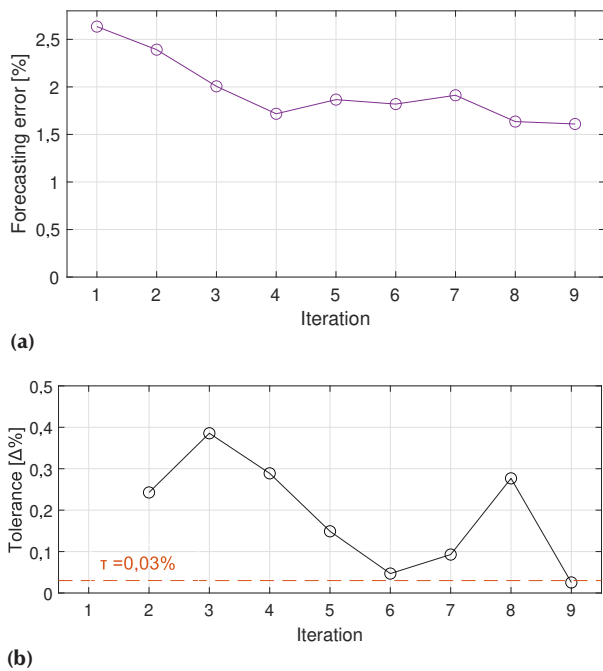 2,5
2
1,5
1
0,5
0
Forecasting error [%]
1 2 3 4 5 6 7 8 9
Iteration
(a)
0,5
0,4
0,3
0,2
0,1
0
Tolerance [Δ%]
τ =0,03%
1 2 3 4 5 6 7 8 9
Iteration
(b)